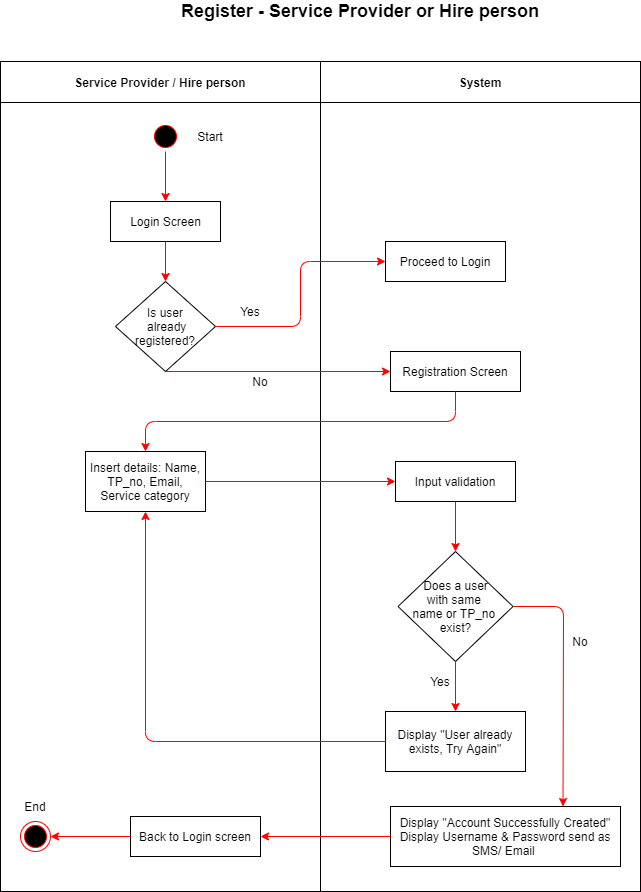 Register - Service Provider or Hire person
Service Provider / Hire person
System
Start
Login Screen
Proceed to Login
Is user
already
registered?
Yes
No
Registration Screen
Insert details: Name,
TP_no, Email,
Service category
Input validation
Does a user
with same
name or TP_no
exist?
No
Yes
Display "User already
exists, Try Again"
End
Back to Login screen
Display "Account Successfully Created"
Display Username & Password send as
SMS/ Email